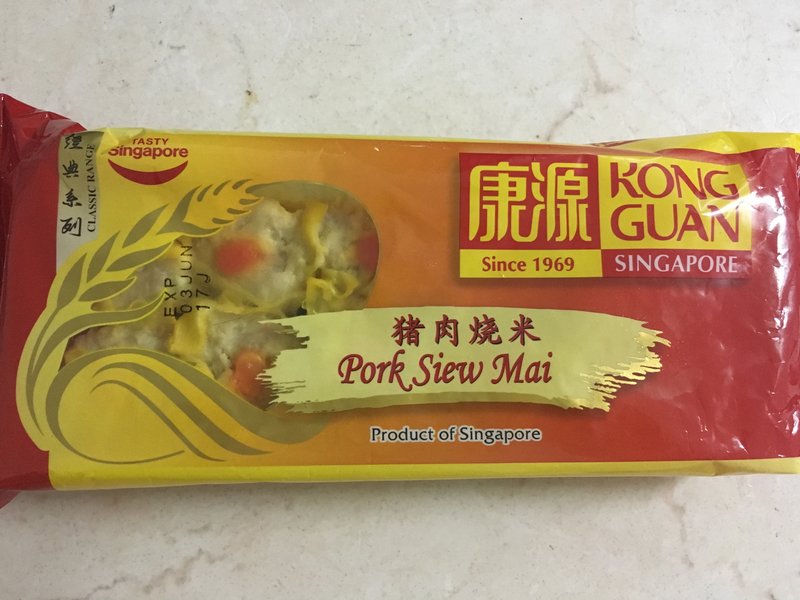 經典系列
CLASSIC RANGE
TASTY
Singapore
康源
KONG
GUAN
Since 1969
SINGAPORE
EXP
03JUN
17J
猪肉烧米
Pork Siew Mai
Product of Singapore